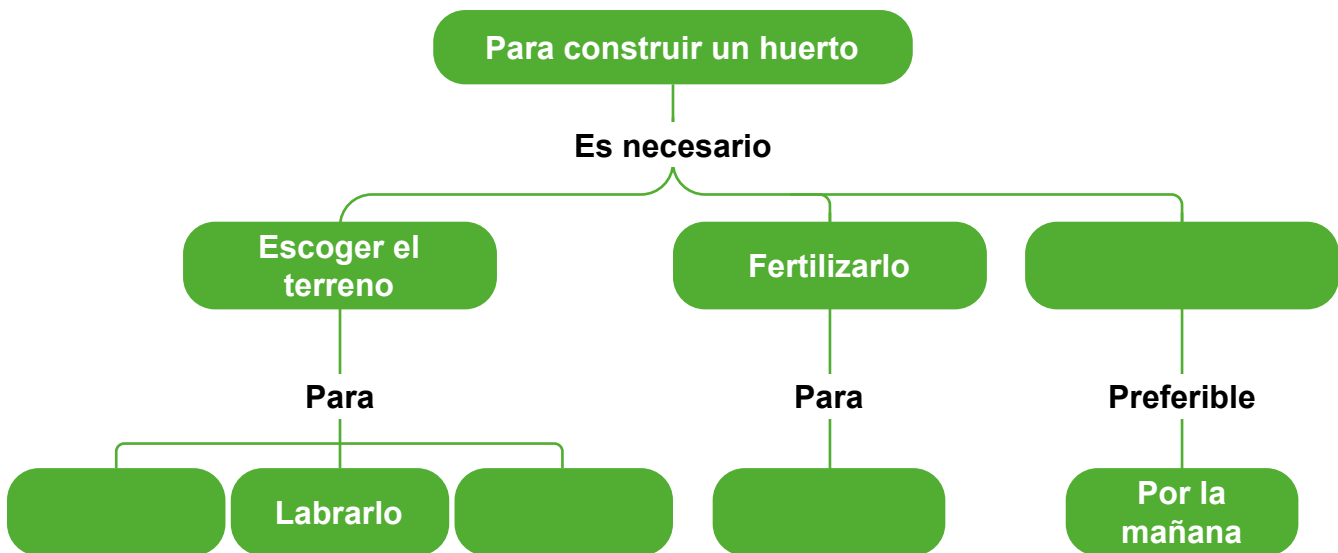 Para construir un huerto
Es necesario
Escoger el
terreno
Fertilizarlo
Para
Para
Preferible
Labrarlo
Por la
mañana